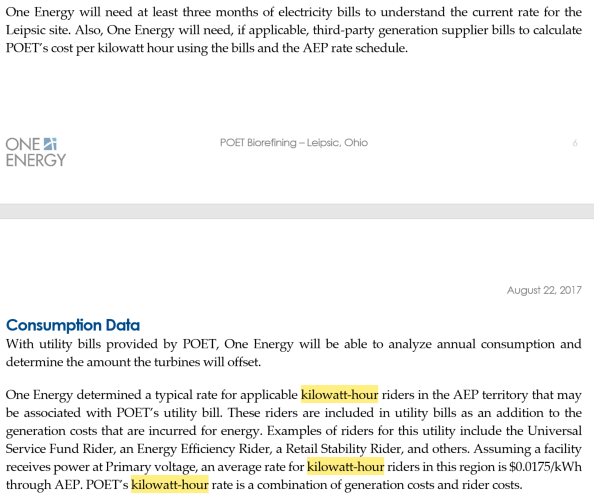 One Energy will need at least three months of electricity bills to understand the current rate for the
Leipsic site. Also, One Energy will need, if applicable, third-party generation supplier bills to calculate
POET's cost per kilowatt hour using the bills and the AEP rate schedule.
ONE
ENERGY
POET Biorefining – Leipsic, Ohio
6
August 22, 2017
Consumption Data
With utility bills provided by POET, One Energy will be able to analyze annual consumption and
determine the amount the turbines will offset.
One Energy determined a typical rate for applicable kilowatt-hour riders in the AEP territory that may
be associated with POET's utility bill. These riders are included in utility bills as an addition to the
generation costs that are incurred for energy. Examples of riders for this utility include the Universal
Service Fund Rider, an Energy Efficiency Rider, a Retail Stability Rider, and others. Assuming a facility
receives power at Primary voltage, an average rate for kilowatt-hour riders in this region is $0.0175/kWh
through AEP. POET's kilowatt-hour rate is a combination of generation costs and rider costs.